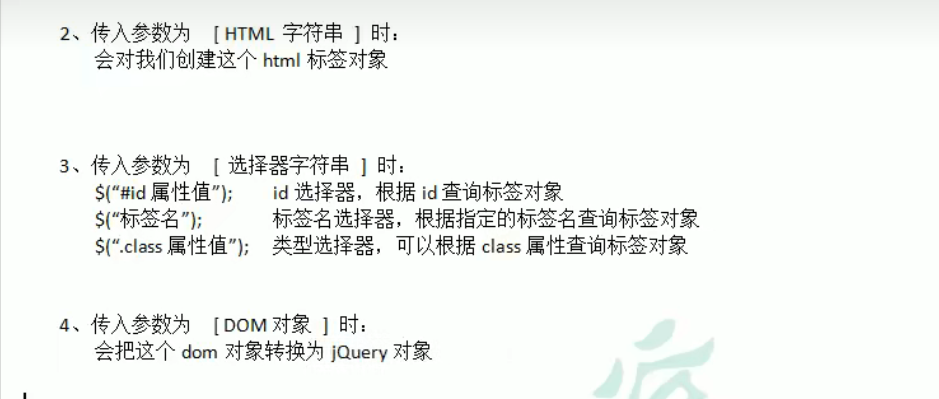 2、传入参数为 [ HTML 字符串 ] 时：
会对我们创建这个 html 标签对象
3、传入参数为 [ 选择器字符串 ] 时：
$(“#id 属性值”); id 选择器，根据 id 查询标签对象
$(“标签名”); 标签名选择器，根据指定的标签名查询标签对象
$(“.class 属性值”); 类型选择器，可以根据 class 属性查询标签对象
4、传入参数为 [ DOM 对象 ] 时：
会把这个 dom 对象转换为 jQuery 对象